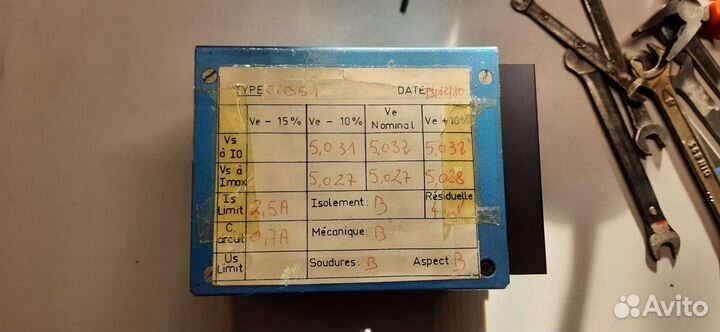 TYPE DATE
Ve - 15% Ve - 10% Ve Nominal Ve + 10%
Vs à I0 5,031 5,032 5,032
Vs à Imax 5,027 5,027 5,028
Is Limit 2,5A Isolement: B Résiduelle
C. circuit 0,7A Mécanique: B
Us Limit Soudures: B Aspect: B
Avito